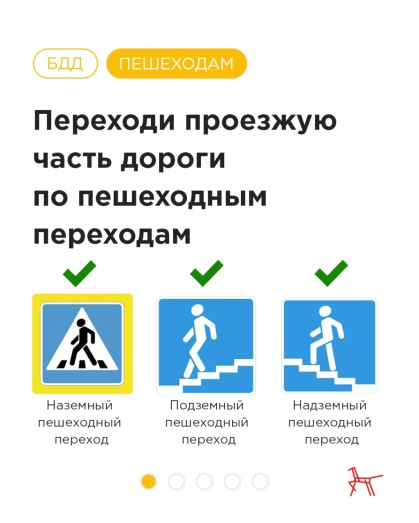 БДД ПЕШЕХОДАМ
Переходи проезжую
часть дороги
по пешеходным
переходам
Наземный
пешеходный
переход
Подземный
пешеходный
переход
Надземный
пешеходный
переход